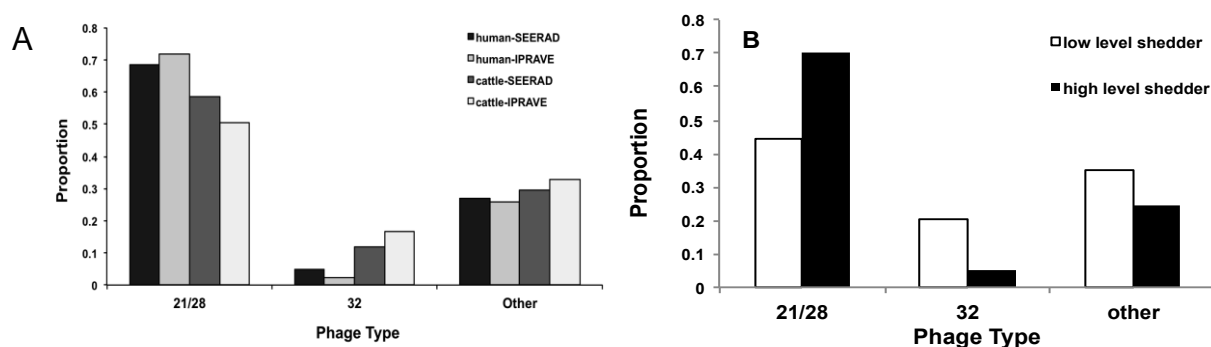 A
0.8
0.7
0.6
0.5
0.4
0.3
0.2
0.1
0
Proportion
human-SEERAD
human-IPRAVE
cattle-SEERAD
cattle-IPRAVE
21/28
32
Other
Phage Type
B
0.8
0.7
0.6
0.5
0.4
0.3
0.2
0.1
0
Proportion
low level shedder
high level shedder
21/28
32
other
Phage Type